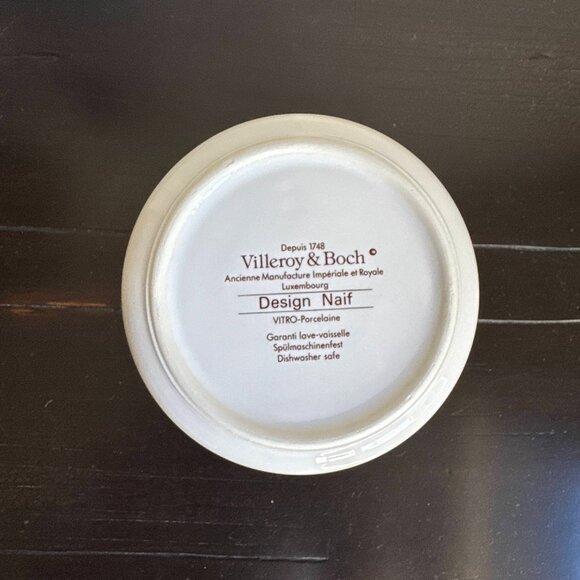 Depuis 1748
Villeroy & Boch ©
Ancienne Manufacture Impériale et Royale
Luxembourg
Design Naif
VITRO-Porcelaine
Garanti lave-vaisselle
Spülmaschinenfest
Dishwasher safe